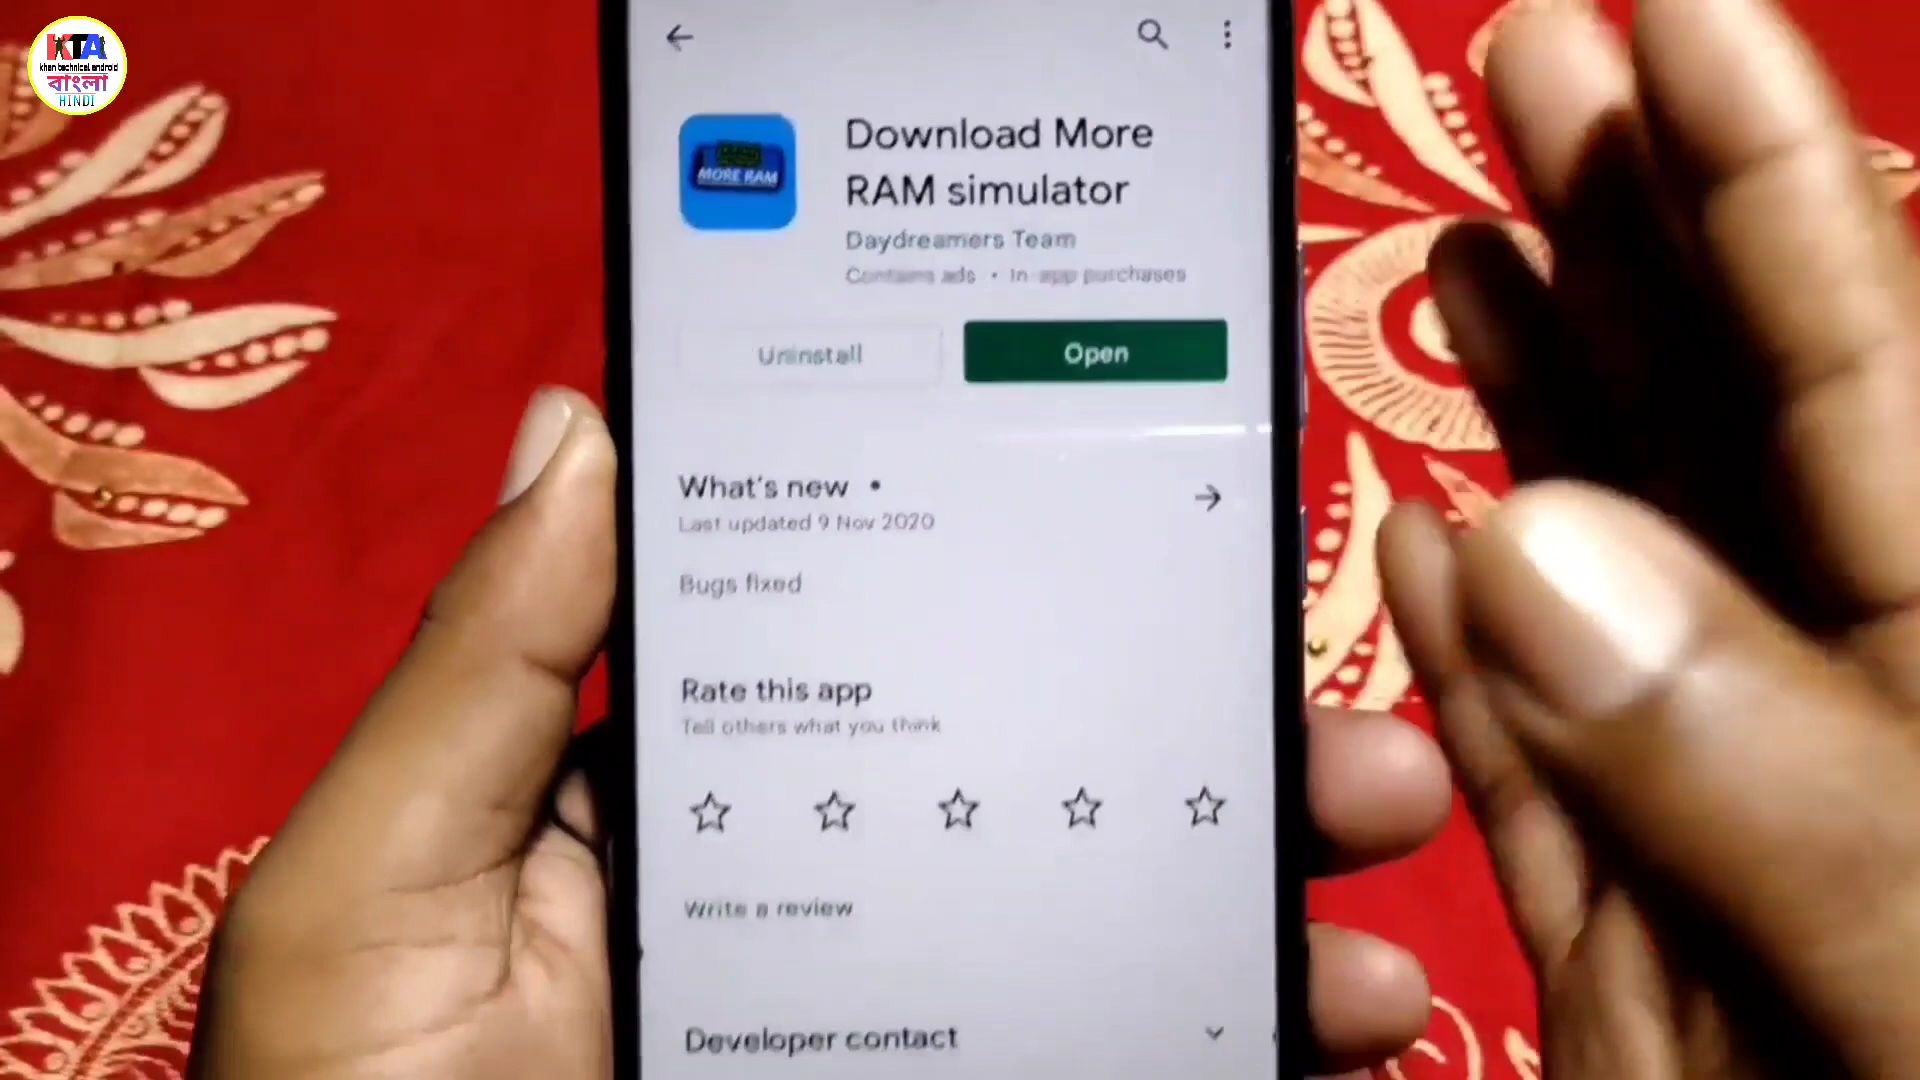 KTA
khan technical android
বাংলা
HINDI
Download More
RAM simulator
Daydreamers Team
Contains ads • In-app purchases
MORE RAM
Uninstall
Open
What's new •
Last updated 9 Nov 2020
Bugs fixed
Rate this app
Tell others what you think
Write a review
Developer contact